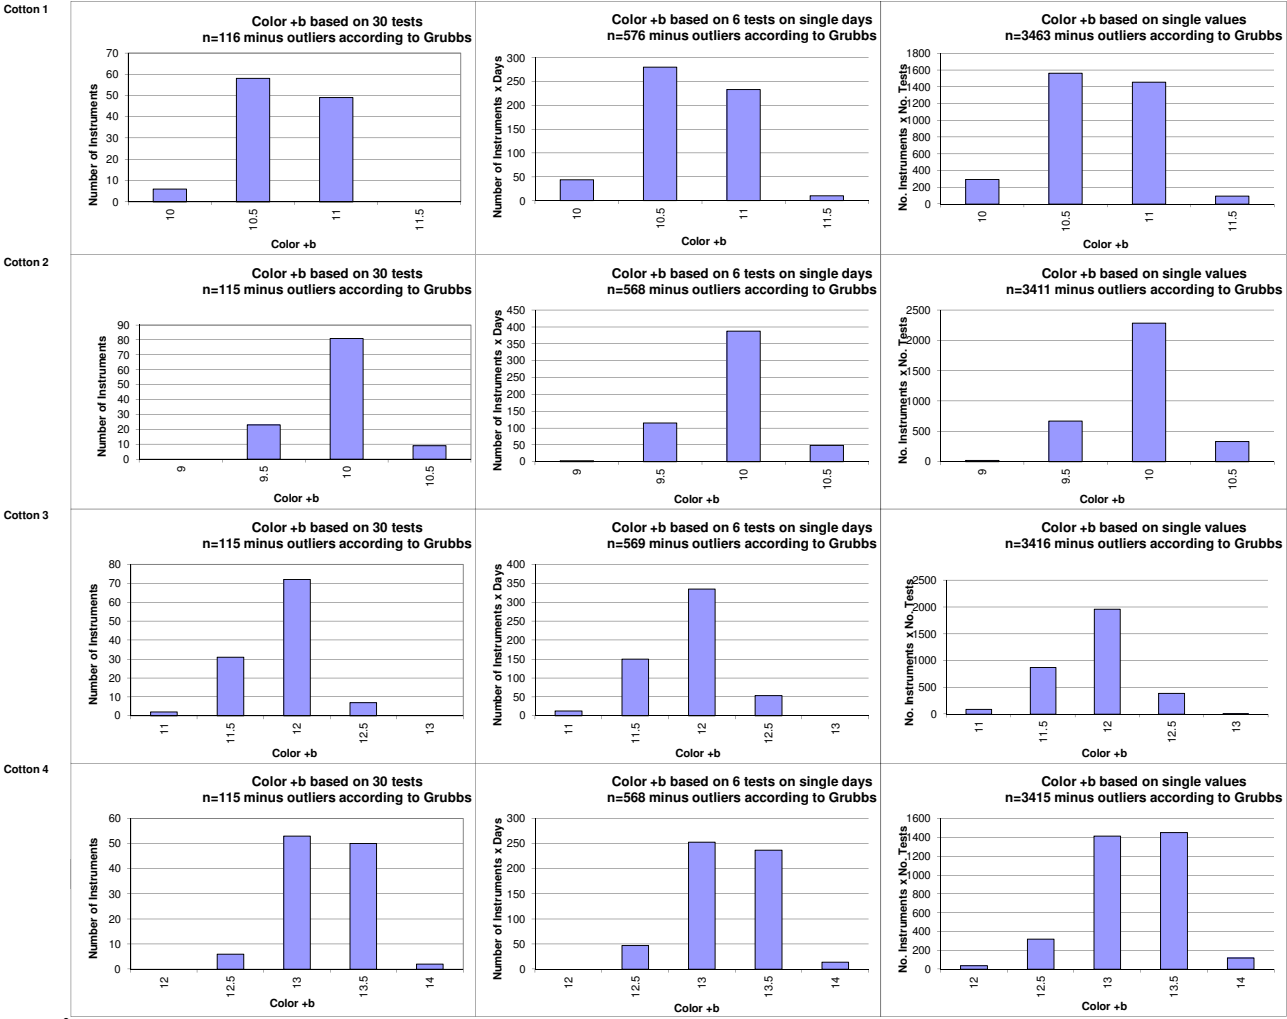 Cotton 1
Color +b based on 30 tests
n=116 minus outliers according to Grubbs
Number of Instruments
70
60
50
40
30
20
10
0
10
10.5
11
11.5
Color +b
Color +b based on 6 tests on single days
n=576 minus outliers according to Grubbs
Number of Instruments x Days
300
250
200
150
100
50
0
10
10.5
11
11.5
Color +b
Color +b based on single values
n=3463 minus outliers according to Grubbs
No. Instruments x No. Tests
1800
1600
1400
1200
1000
800
600
400
200
0
10
10.5
11
11.5
Color +b
Cotton 2
Color +b based on 30 tests
n=115 minus outliers according to Grubbs
Number of Instruments
90
80
70
60
50
40
30
20
10
0
9
9.5
10
10.5
Color +b
Color +b based on 6 tests on single days
n=568 minus outliers according to Grubbs
Number of Instruments x Days
450
400
350
300
250
200
150
100
50
0
9
9.5
10
10.5
Color +b
Color +b based on single values
n=3411 minus outliers according to Grubbs
No. Instruments x No. Tests
2500
2000
1500
1000
500
0
9
9.5
10
10.5
Color +b
Cotton 3
Color +b based on 30 tests
n=115 minus outliers according to Grubbs
Number of Instruments
80
70
60
50
40
30
20
10
0
11
11.5
12
12.5
13
Color +b
Color +b based on 6 tests on single days
n=569 minus outliers according to Grubbs
Number of Instruments x Days
400
350
300
250
200
150
100
50
0
11
11.5
12
12.5
13
Color +b
Color +b based on single values
n=3416 minus outliers according to Grubbs
No. Instruments x No. Tests
2500
2000
1500
1000
500
0
11
11.5
12
12.5
13
Color +b
Cotton 4
Color +b based on 30 tests
n=115 minus outliers according to Grubbs
Number of Instruments
60
50
40
30
20
10
0
12
12.5
13
13.5
14
Color +b
Color +b based on 6 tests on single days
n=568 minus outliers according to Grubbs
Number of Instruments x Days
300
250
200
150
100
50
0
12
12.5
13
13.5
14
Color +b
Color +b based on single values
n=3415 minus outliers according to Grubbs
No. Instruments x No. Tests
1600
1400
1200
1000
800
600
400
200
0
12
12.5
13
13.5
14
Color +b